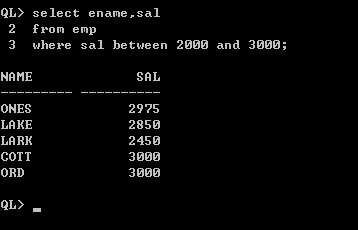 QL> select ename,sal
2 from emp
3 where sal between 2000 and 3000;
NAME SAL
--------- ----------
ONES 2975
LAKE 2850
LARK 2450
COTT 3000
ORD 3000
QL> _